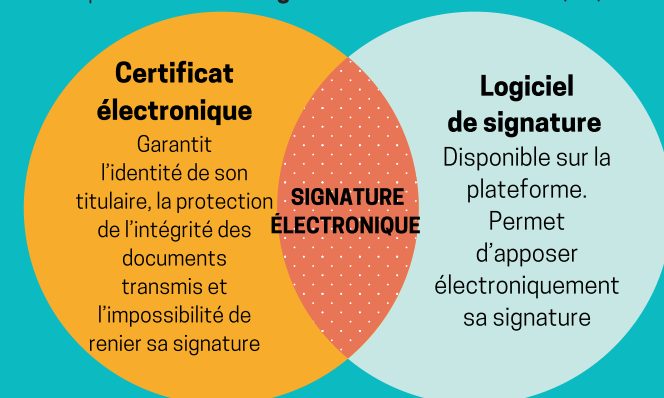 Certificat
électronique
Garantit
l'identité de son
titulaire, la protection
de l'intégrité des
documents
transmis et
l'impossibilité de
renier sa signature
SIGNATURE
ÉLECTRONIQUE
Logiciel
de signature
Disponible sur la
plateforme.
Permet
d'apposer
électroniquement
sa signature